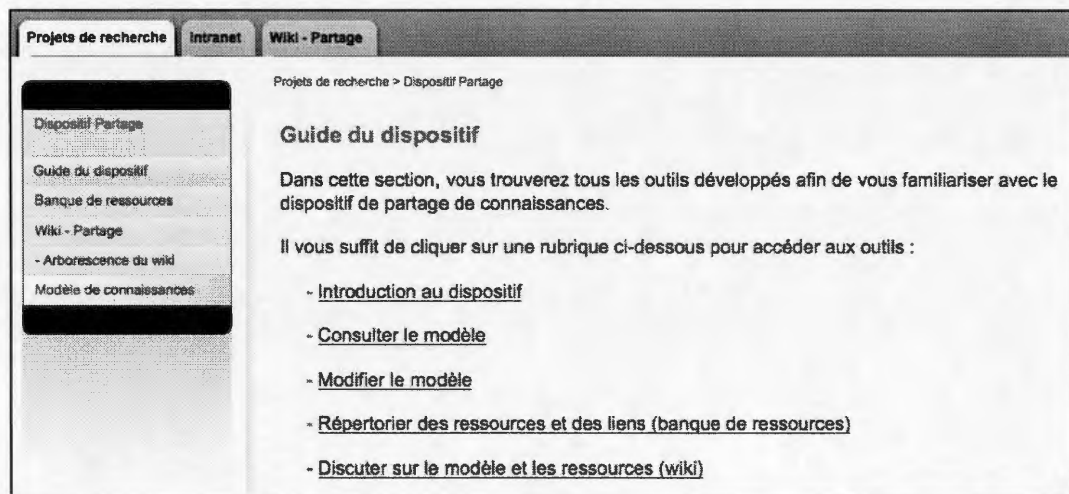 Projets de recherche Intranet Wiki - Partage
Projets de recherche > Dispositif Partage
Dispositif Partage
Guide du dispositif
Banque de ressources
Wiki - Partage
- Arborescence du wiki
Modèle de connaissances
Guide du dispositif
Dans cette section, vous trouverez tous les outils développés afin de vous familiariser avec le
dispositif de partage de connaissances.
Il vous suffit de cliquer sur une rubrique ci-dessous pour accéder aux outils :
- Introduction au dispositif
- Consulter le modèle
- Modifier le modèle
- Répertorier des ressources et des liens (banque de ressources)
- Discuter sur le modèle et les ressources (wiki)